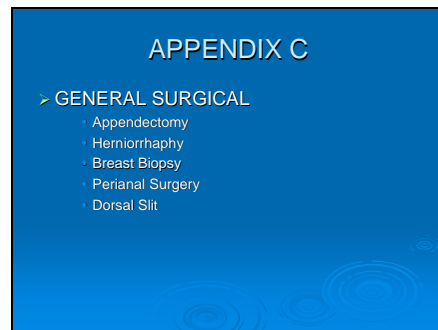 APPENDIX C
➢ GENERAL SURGICAL
• Appendectomy
• Herniorrhaphy
• Breast Biopsy
• Perianal Surgery
• Dorsal Slit